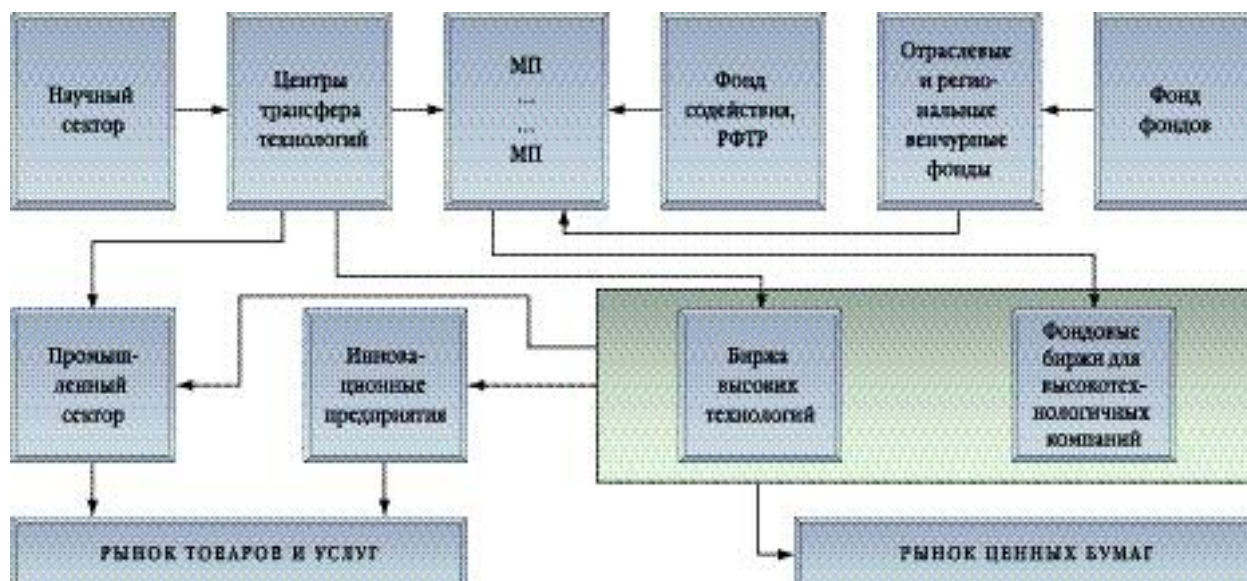 Научный
сектор
Центры
трансфера
технологий
МП
...
...
МП
Фонд
содействия,
РФТР
Отраслевые
и регио-
нальные
венчурные
фонды
Фонд
фондов
Промыш-
ленный
сектор
Иннова-
ционные
предприятия
Биржа
высоких
технологий
Фондовые
биржи для
высокотех-
нологичных
компаний
РЫНОК ТОВАРОВ И УСЛУГ
РЫНОК ЦЕННЫХ БУМАГ